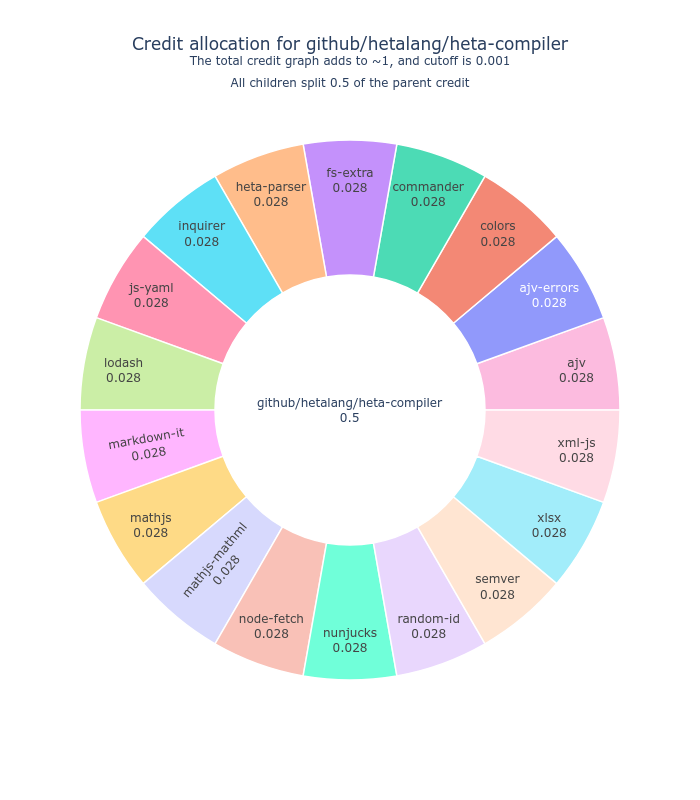 Credit allocation for github/hetalang/heta-compiler
The total credit graph adds to ~1, and cutoff is 0.001
All children split 0.5 of the parent credit
fs-extra
0.028
commander
0.028
colors
0.028
ajv-errors
0.028
ajv
0.028
xml-js
0.028
xlsx
0.028
semver
0.028
random-id
0.028
nunjucks
0.028
node-fetch
0.028
mathjs-mathml
0.028
mathjs
0.028
markdown-it
0.028
lodash
0.028
js-yaml
0.028
inquirer
0.028
heta-parser
0.028
github/hetalang/heta-compiler
0.5